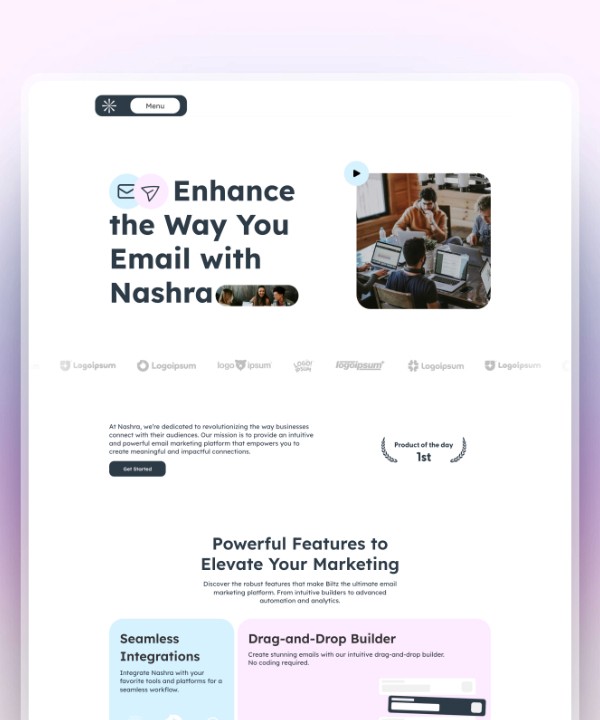 Menu
Enhance
the Way You
Email with
Nashra
Logoipsum
Logoipsum
logo ipsum
logo ipsum
logoipsum
Logoipsum
Logoipsum
At Nashra, we're dedicated to revolutionizing the way businesses
connect with their audiences. Our mission is to provide an intuitive
and powerful email marketing platform that empowers you to
create meaningful and impactful connections.
Get Started
Product of the day
1st
Powerful Features to
Elevate Your Marketing
Discover the robust features that make Blitz the ultimate email
marketing platform. From intuitive builders to advanced
automation and analytics.
Seamless
Integrations
Integrate Nashra with your
favorite tools and platforms for a
seamless workflow.
Drag-and-Drop Builder
Create stunning emails with our intuitive drag-and-drop builder.
No coding required.